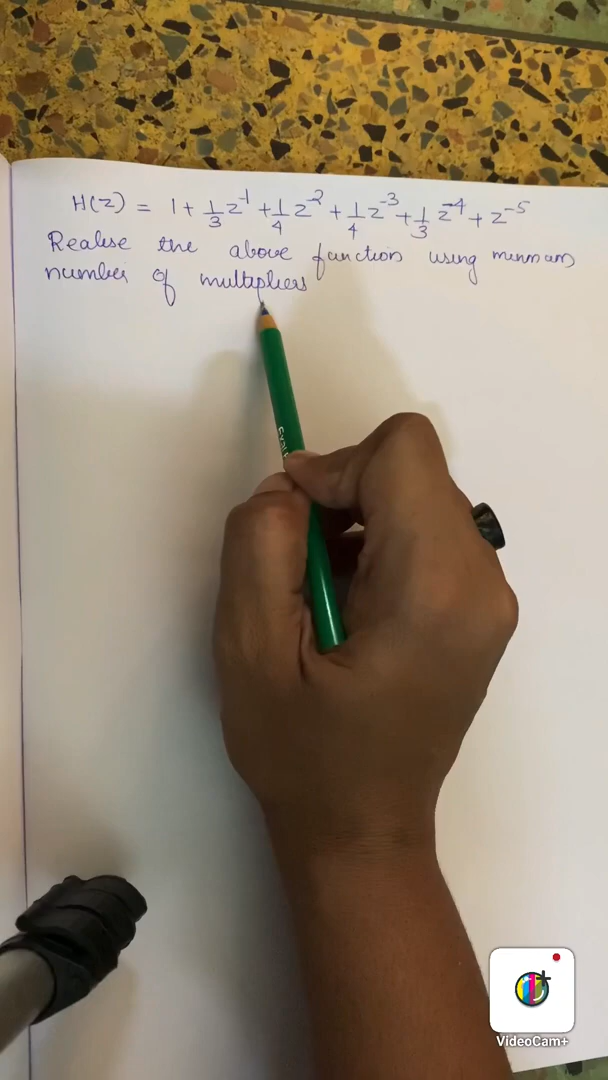 H(z) = 1 + 1/3 z^-1 + 1/4 z^-2 + 1/4 z^-3 + 1/3 z^-4 + z^-5
Realise the above function using minmum
number of multipliers
VideoCam+